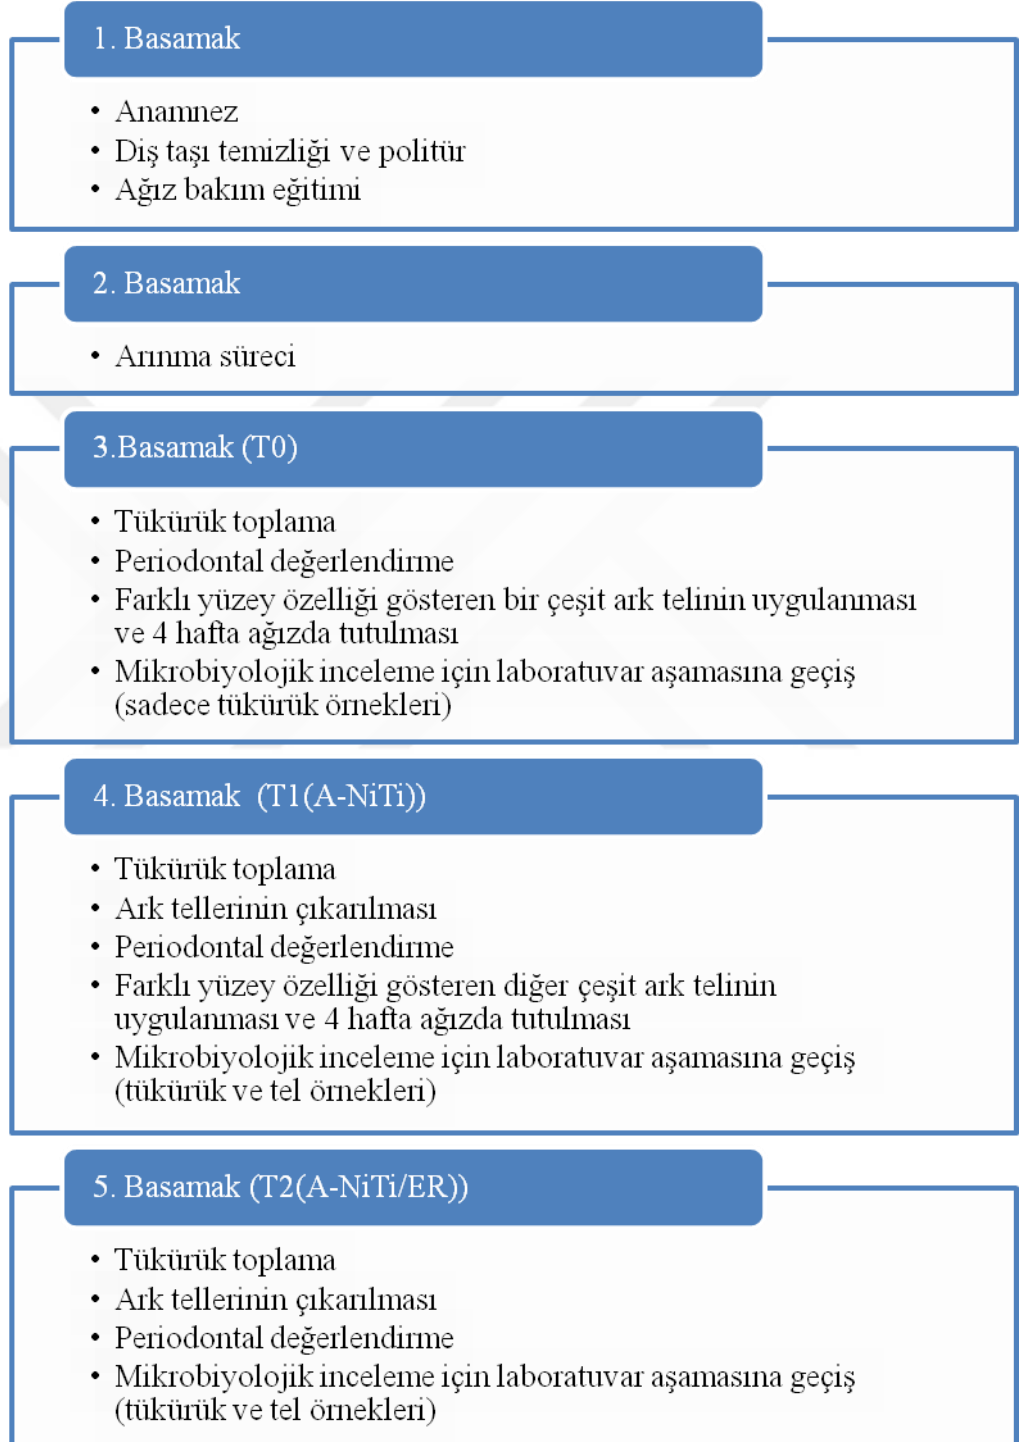 1. Basamak
• Anamnez
• Diş taşı temizliği ve politür
• Ağız bakım eğitimi
2. Basamak
• Arınma süreci
3.Basamak (T0)
• Tükürük toplama
• Periodontal değerlendirme
• Farklı yüzey özelliği gösteren bir çeşit ark telinin uygulanması
ve 4 hafta ağızda tutulması
• Mikrobiyolojik inceleme için laboratuvar aşamasına geçiş
(sadece tükürük örnekleri)
4. Basamak (T1(A-NiTi))
• Tükürük toplama
• Ark tellerinin çıkarılması
• Periodontal değerlendirme
• Farklı yüzey özelliği gösteren diğer çeşit ark telinin
uygulanması ve 4 hafta ağızda tutulması
• Mikrobiyolojik inceleme için laboratuvar aşamasına geçiş
(tükürük ve tel örnekleri)
5. Basamak (T2(A-NiTi/ER))
• Tükürük toplama
• Ark tellerinin çıkarılması
• Periodontal değerlendirme
• Mikrobiyolojik inceleme için laboratuvar aşamasına geçiş
(tükürük ve tel örnekleri)